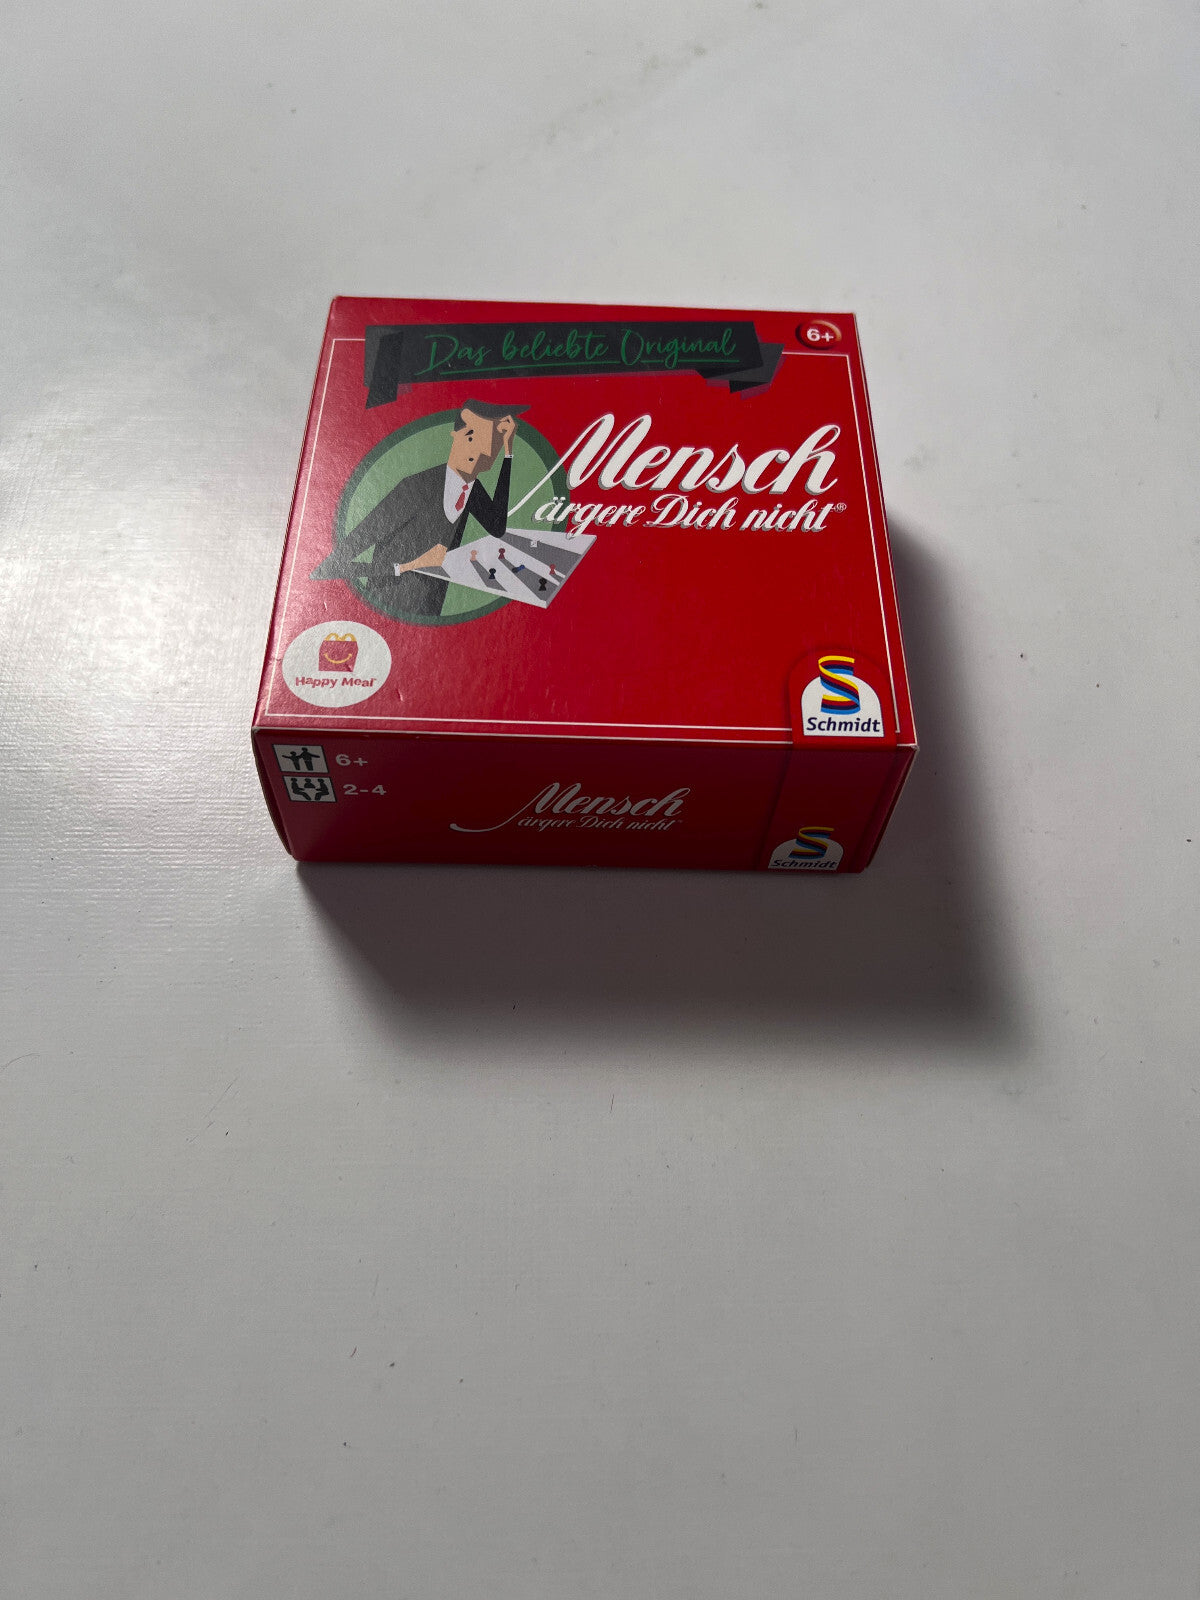 Das beliebte Original
6+
Mensch
ärgere Dich nicht®
Happy Meal
Schmidt
6+
2-4
Mensch
ärgere Dich nicht
Schmidt